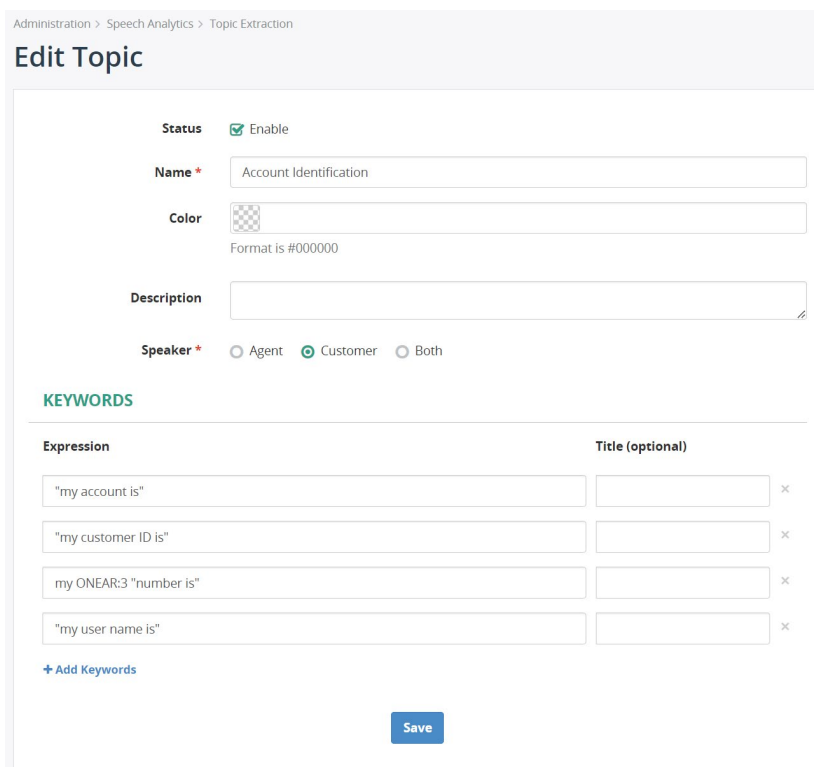 Administration > Speech Analytics > Topic Extraction
Edit Topic
Status Enable
Name * Account Identification
Color
Format is #000000
Description
Speaker * Agent Customer Both
KEYWORDS
Expression Title (optional)
"my account is" ×
"my customer ID is" ×
my ONEAR:3 "number is" ×
"my user name is" ×
+ Add Keywords
Save